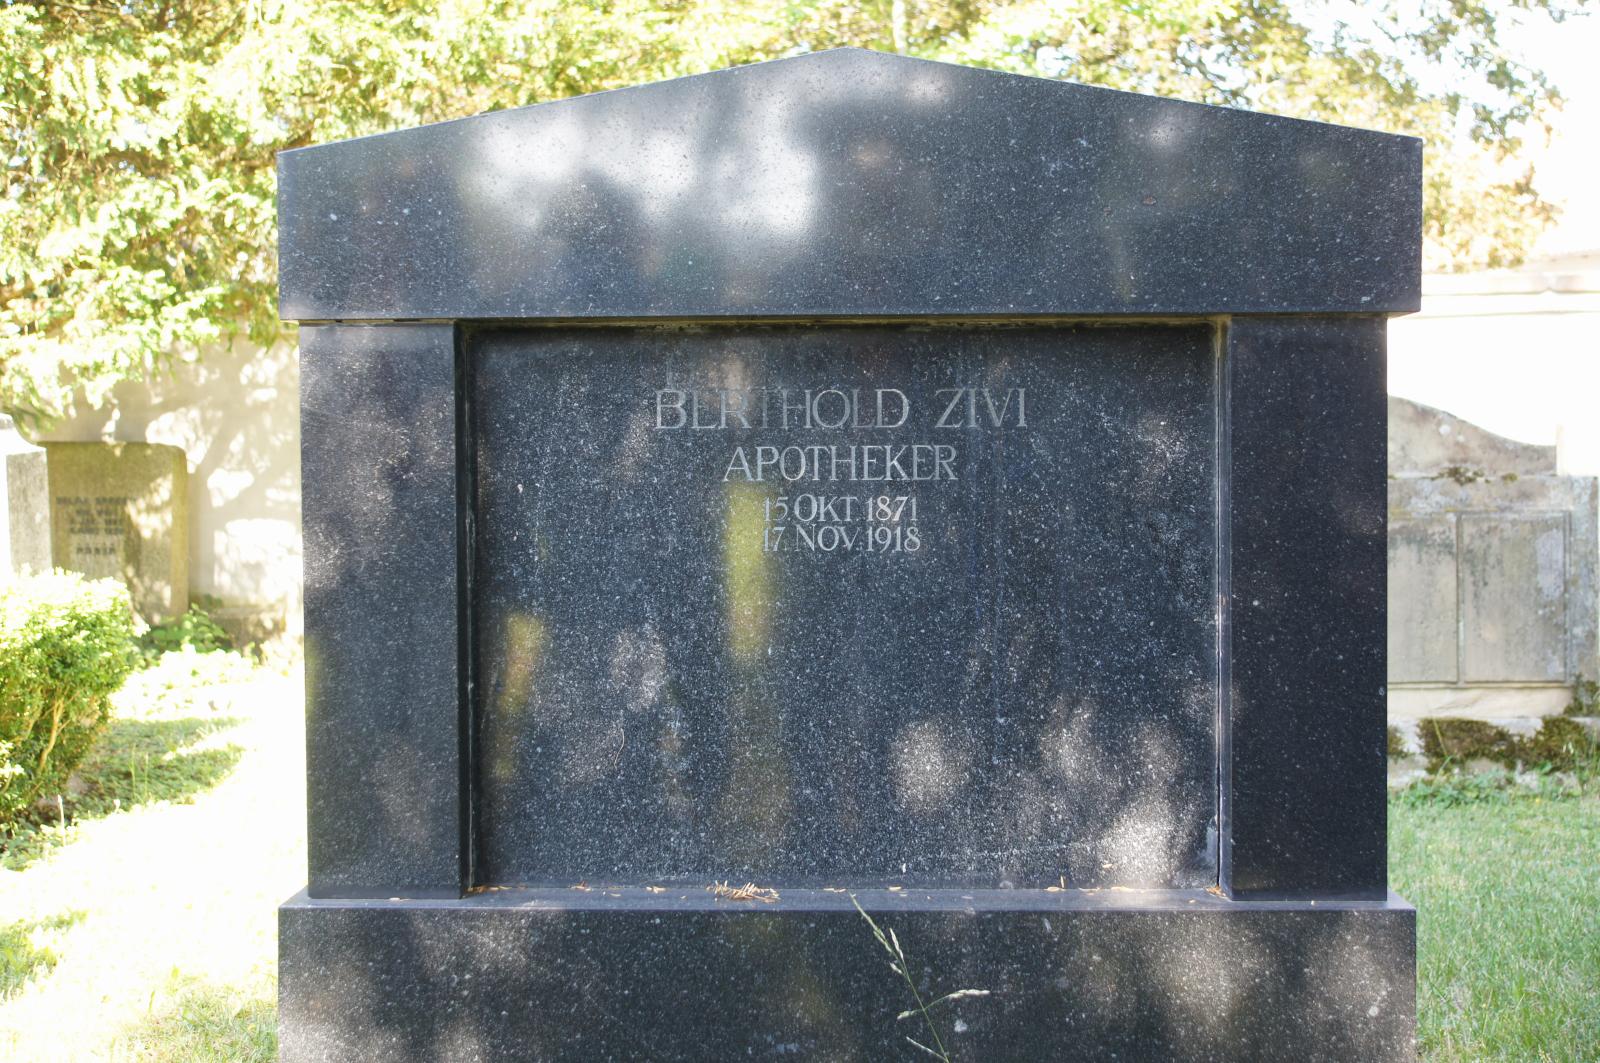 BERTHOLD ZIVI
APOTHEKER
15 OKT 1871
17. NOV. 1918